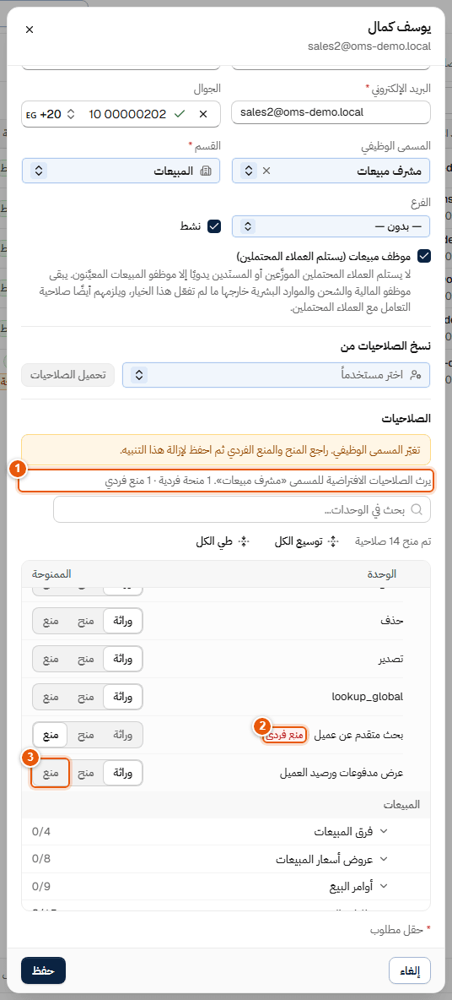 يوسف كمال
sales2@oms-demo.local
البريد الإلكتروني *
الجوال
sales2@oms-demo.local
EG +20 10 00000202
المسمى الوظيفي
القسم *
مشرف مبيعات
المبيعات
الفرع
— بدون —
نشط
موظف مبيعات (يستلم العملاء المحتملين)
لا يستلم العملاء المحتملين الموزَّعين أو المسنَدين يدويًا إلا موظفو المبيعات المعيَّنون. يبقى
موظفو المالية والشحن والموارد البشرية خارجها ما لم تفعّل هذا الخيار، ويلزمهم أيضًا صلاحية
التعامل مع العملاء المحتملين.
نسخ الصلاحيات من
اختر مستخدماً
تحميل الصلاحيات
الصلاحيات
تغيّر المسمى الوظيفي. راجع المنح والمنع الفردي ثم احفظ لإزالة هذا التنبيه.
1
يرث الصلاحيات الافتراضية للمسمى «مشرف مبيعات». 1 منحة فردية · 1 منع فردي
بحث في الوحدات...
تم منح 14 صلاحية
توسيع الكل
طي الكل
الوحدة
الممنوحة
حذف
وراثة
منح
منع
تصدير
وراثة
منح
منع
lookup_global
وراثة
منح
منع
بحث متقدم عن عميل
2
منع فردي
وراثة
منح
منع
عرض مدفوعات ورصيد العميل
وراثة
منح
3
منع
المبيعات
فرق المبيعات
0/4
عروض أسعار المبيعات
0/8
أوامر البيع
0/9
* حقل مطلوب
إلغاء
حفظ